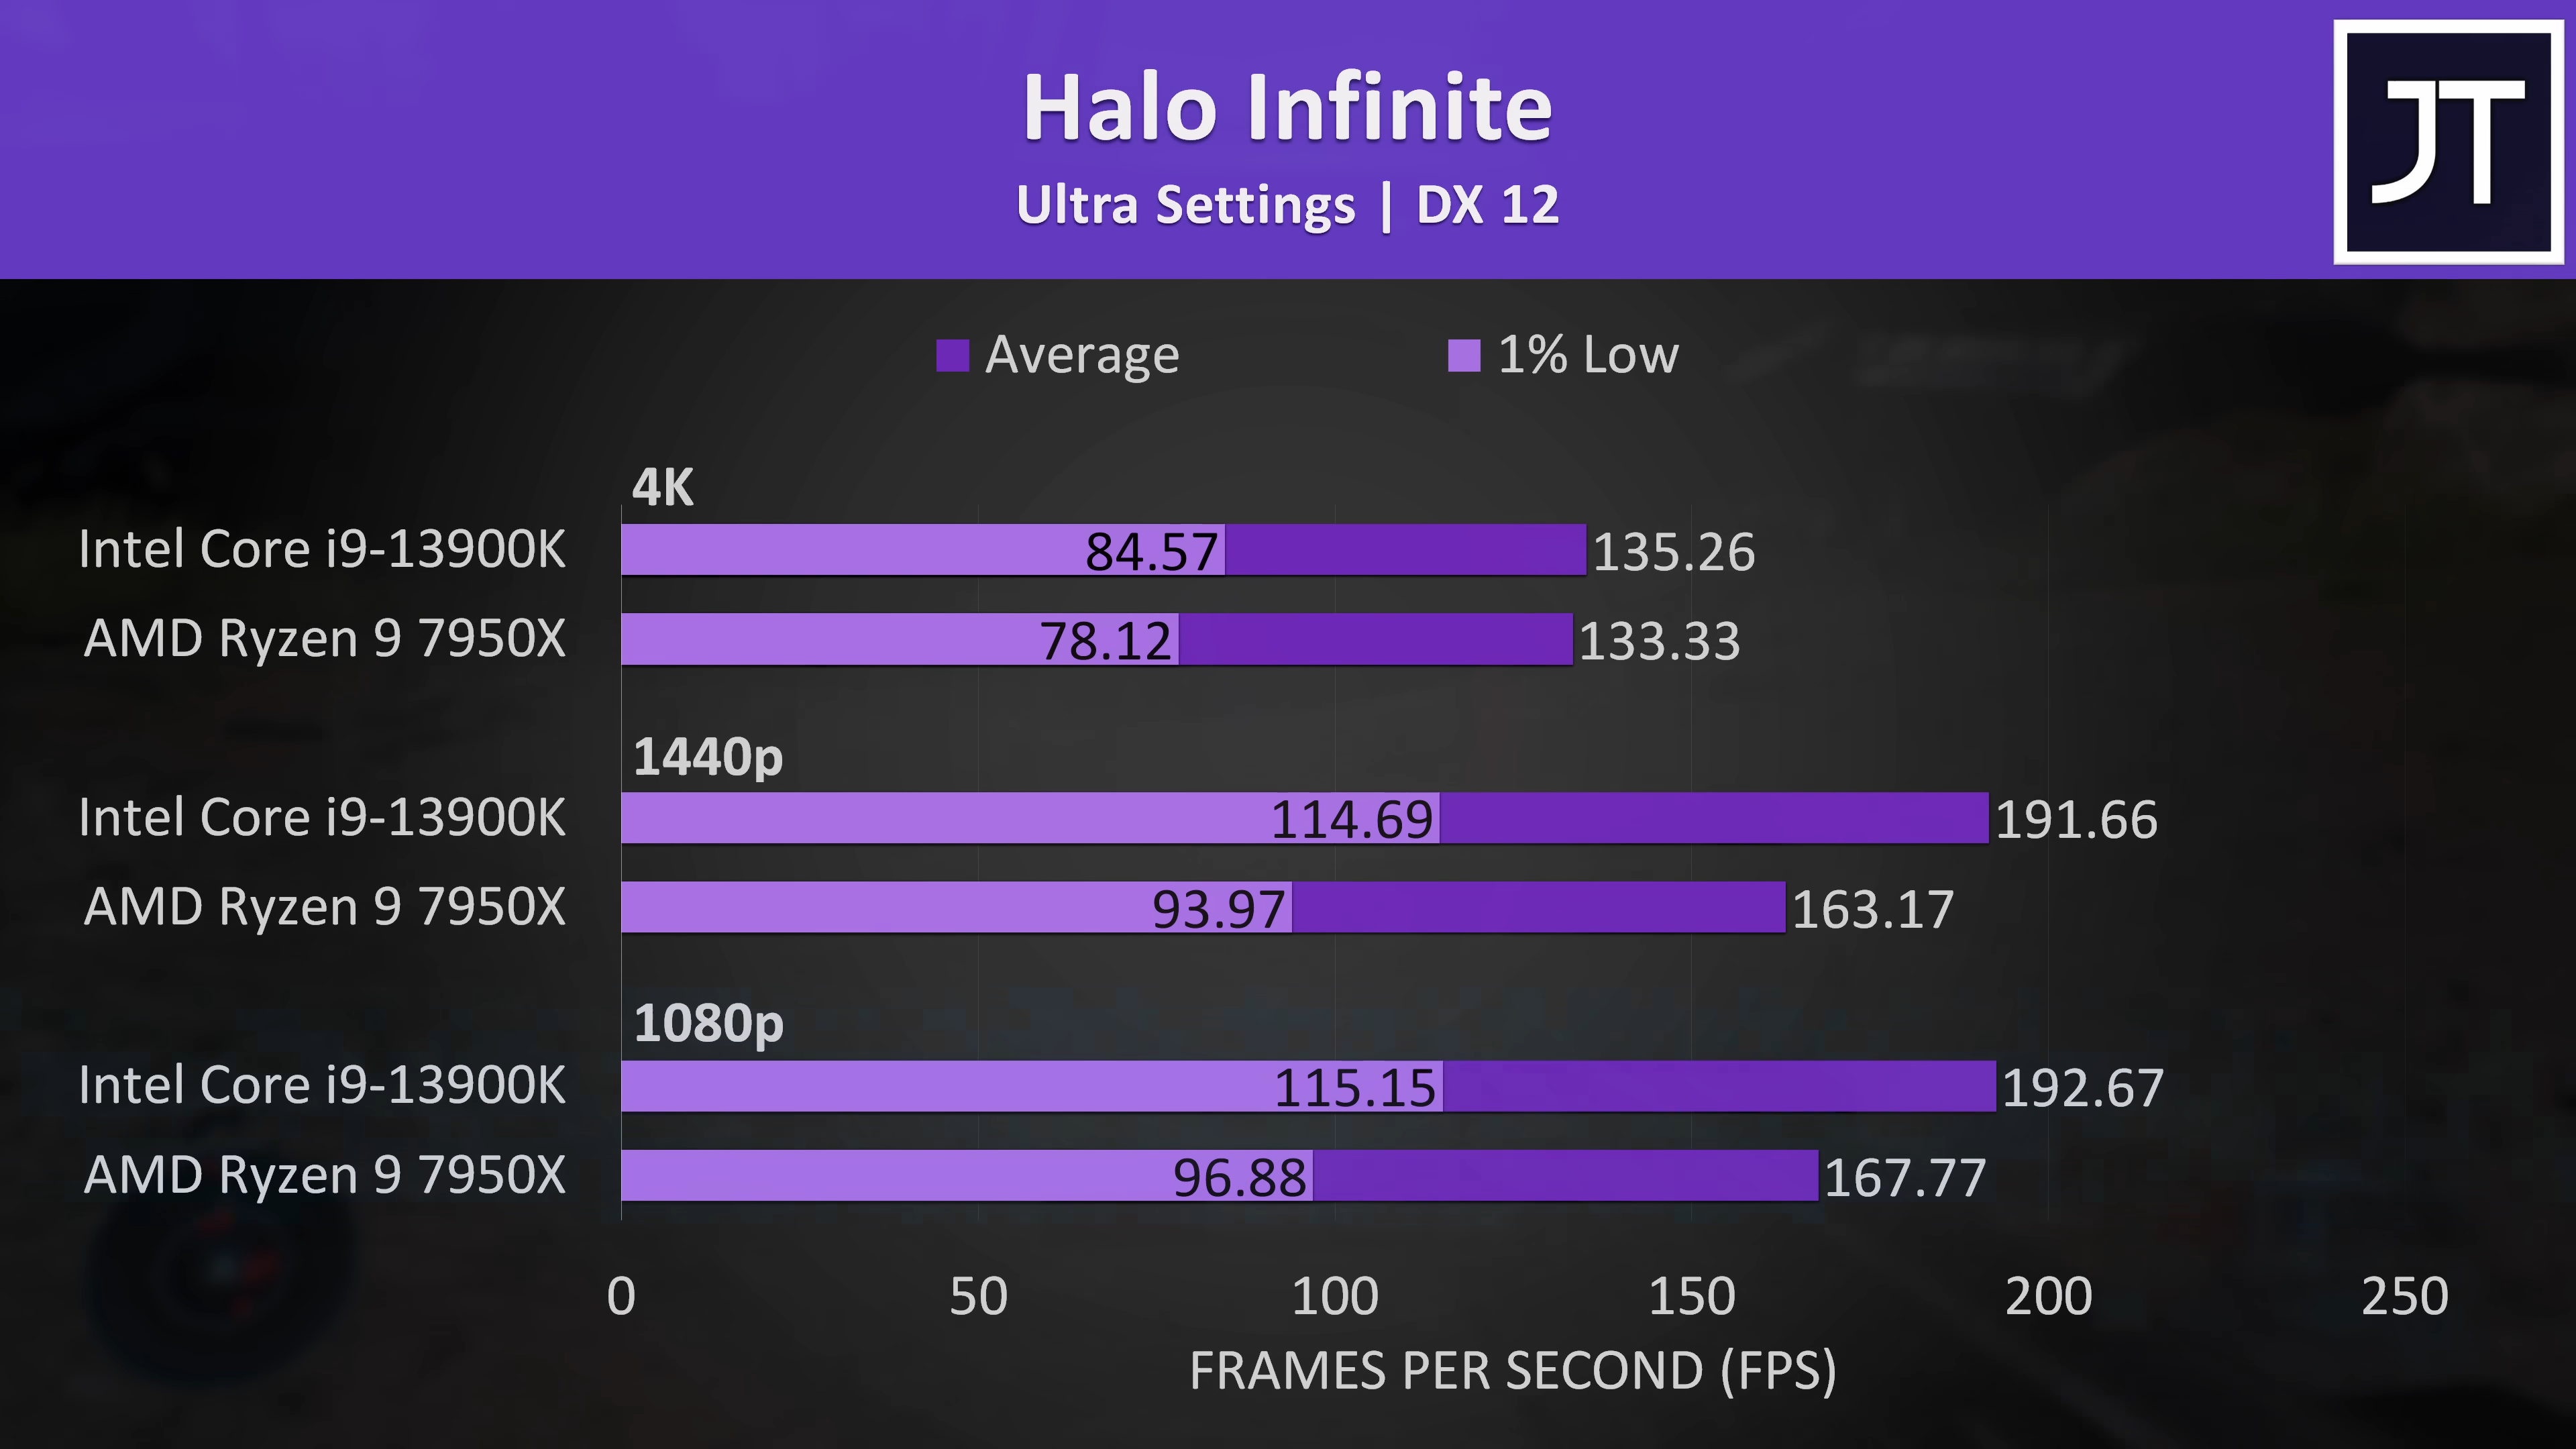 Halo Infinite
Ultra Settings | DX 12
JT
Average
1% Low
4K
Intel Core i9-13900K
84.57
135.26
AMD Ryzen 9 7950X
78.12
133.33
1440p
Intel Core i9-13900K
114.69
191.66
AMD Ryzen 9 7950X
93.97
163.17
1080p
Intel Core i9-13900K
115.15
192.67
AMD Ryzen 9 7950X
96.88
167.77
0 50 100 150 200 250
FRAMES PER SECOND (FPS)